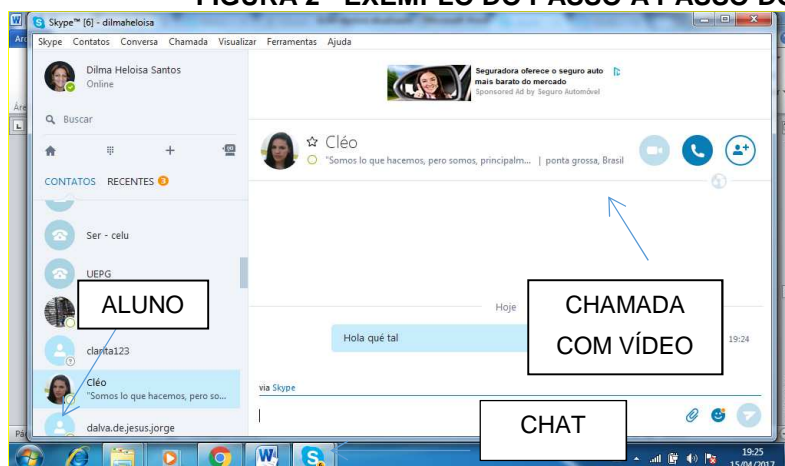 FIGURA 2 - EXEMPLO DO PASSO A PASSO DO
Skype™ [6] - dilmaheloisa
Skype Contatos Conversa Chamada Visualizar Ferramentas Ajuda
Dilma Heloisa Santos
Online
Buscar
CONTATOS RECENTES 3
Ser - celu
UEPG
clarita123
Cléo
"Somos lo que hacemos, pero so...
dalva.de.jesus.jorge
Seguradora oferece o seguro auto
mais barato do mercado
Sponsored Ad by Seguro Automóvel
Cléo
"Somos lo que hacemos, pero somos, principalm... | ponta grossa, Brasil
Hoje
Hola qué tal
19:24
via Skype
ALUNO
CHAMADA
COM VÍDEO
CHAT
19:25
15/04/2017